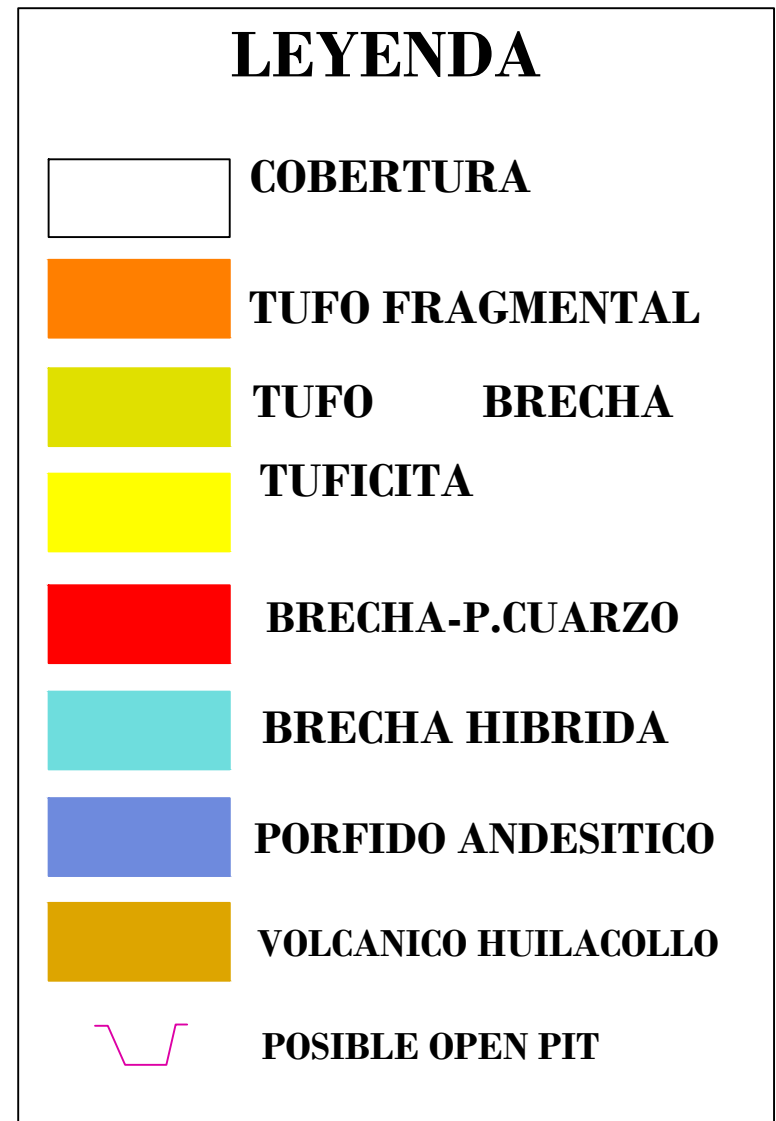 LEYENDA
COBERTURA
TUFO FRAGMENTAL
TUFO BRECHA
TUFICITA
BRECHA-P.CUARZO
BRECHA HIBRIDA
PORFIDO ANDESITICO
VOLCANICO HUILACOLLO
POSIBLE OPEN PIT